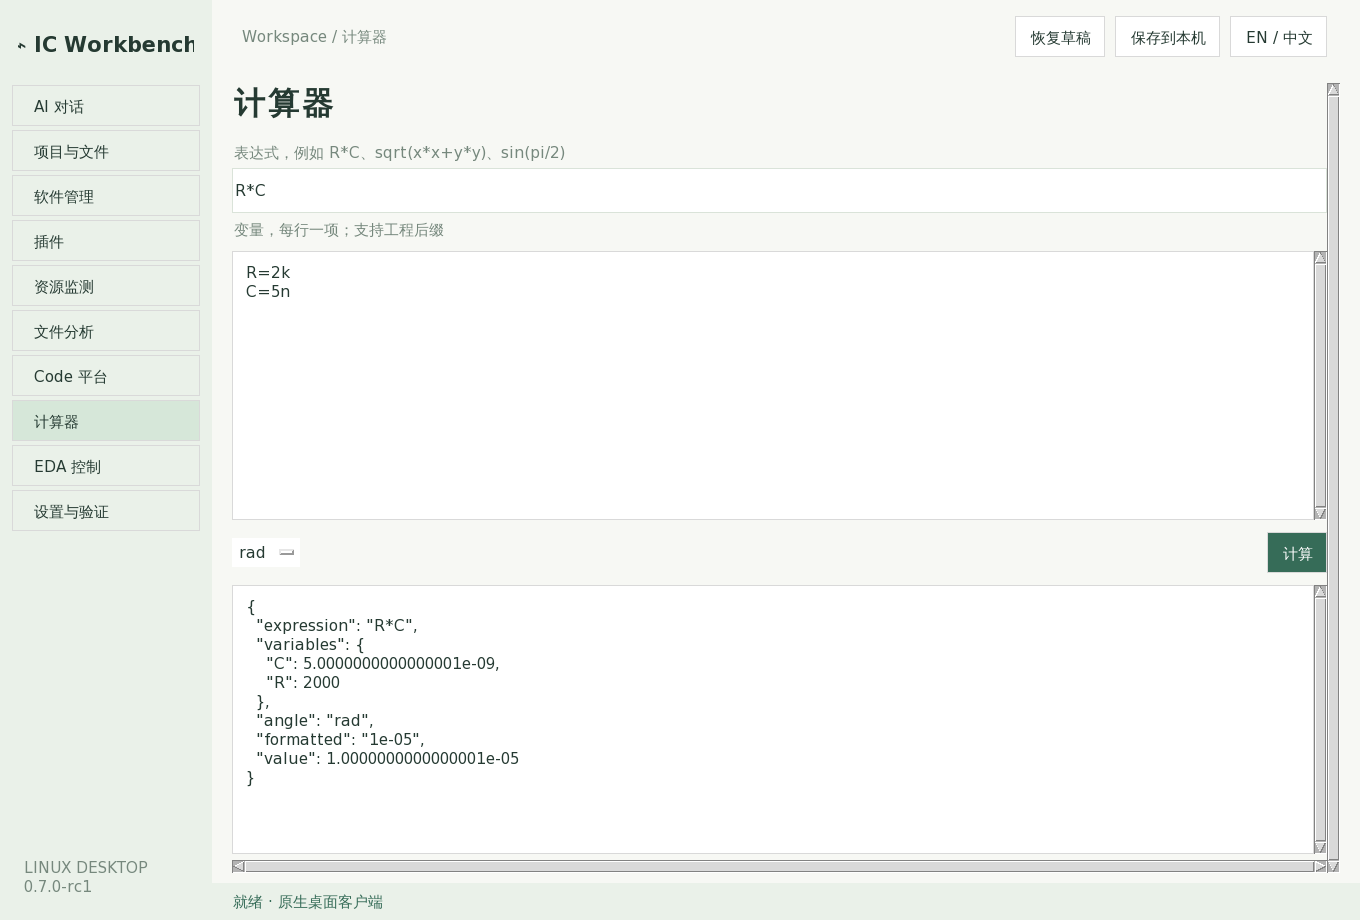 IC Workbench
Workspace / 计算器
恢复草稿
保存到本机
EN / 中文
AI 对话
项目与文件
软件管理
插件
资源监测
文件分析
Code 平台
计算器
EDA 控制
设置与验证
LINUX DESKTOP
0.7.0-rc1
计算器
表达式，例如 R*C、sqrt(x*x+y*y)、sin(pi/2)
R*C
变量，每行一项；支持工程后缀
R=2k
C=5n
rad
计算
{
  "expression": "R*C",
  "variables": {
    "C": 5.0000000000000001e-09,
    "R": 2000
  },
  "angle": "rad",
  "formatted": "1e-05",
  "value": 1.0000000000000001e-05
}
就绪 · 原生桌面客户端